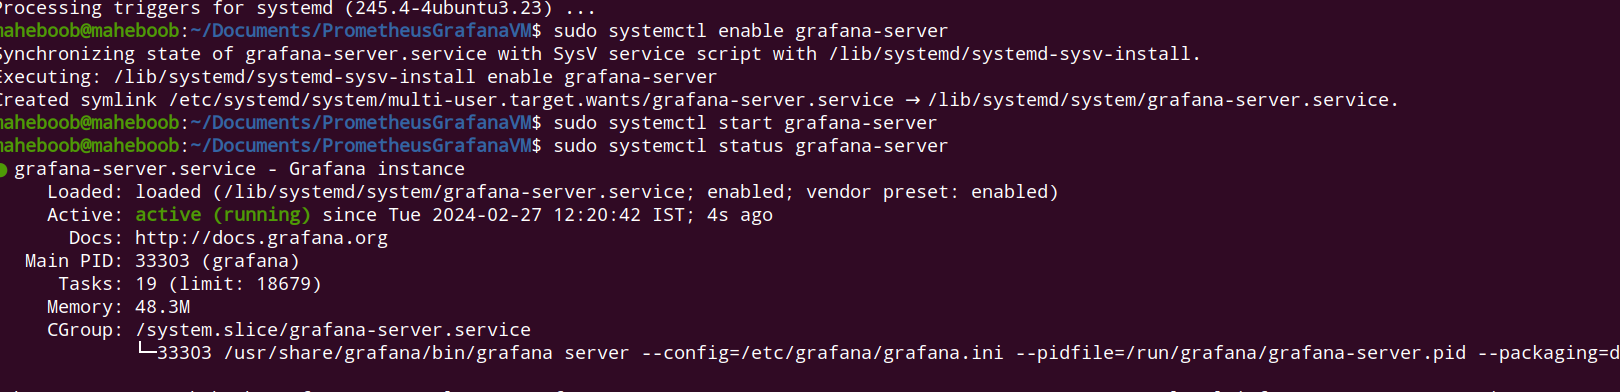 Processing triggers for systemd (245.4-4ubuntu3.23) ...
maheboob@maheboob:~/Documents/PrometheusGrafanaVM$ sudo systemctl enable grafana-server
Synchronizing state of grafana-server.service with SysV service script with /lib/systemd/systemd-sysv-install.
Executing: /lib/systemd/systemd-sysv-install enable grafana-server
Created symlink /etc/systemd/system/multi-user.target.wants/grafana-server.service → /lib/systemd/system/grafana-server.service.
maheboob@maheboob:~/Documents/PrometheusGrafanaVM$ sudo systemctl start grafana-server
maheboob@maheboob:~/Documents/PrometheusGrafanaVM$ sudo systemctl status grafana-server
● grafana-server.service - Grafana instance
Loaded: loaded (/lib/systemd/system/grafana-server.service; enabled; vendor preset: enabled)
Active: active (running) since Tue 2024-02-27 12:20:42 IST; 4s ago
Docs: http://docs.grafana.org
Main PID: 33303 (grafana)
Tasks: 19 (limit: 18679)
Memory: 48.3M
CGroup: /system.slice/grafana-server.service
└─33303 /usr/share/grafana/bin/grafana server --config=/etc/grafana/grafana.ini --pidfile=/run/grafana/grafana-server.pid --packaging=d